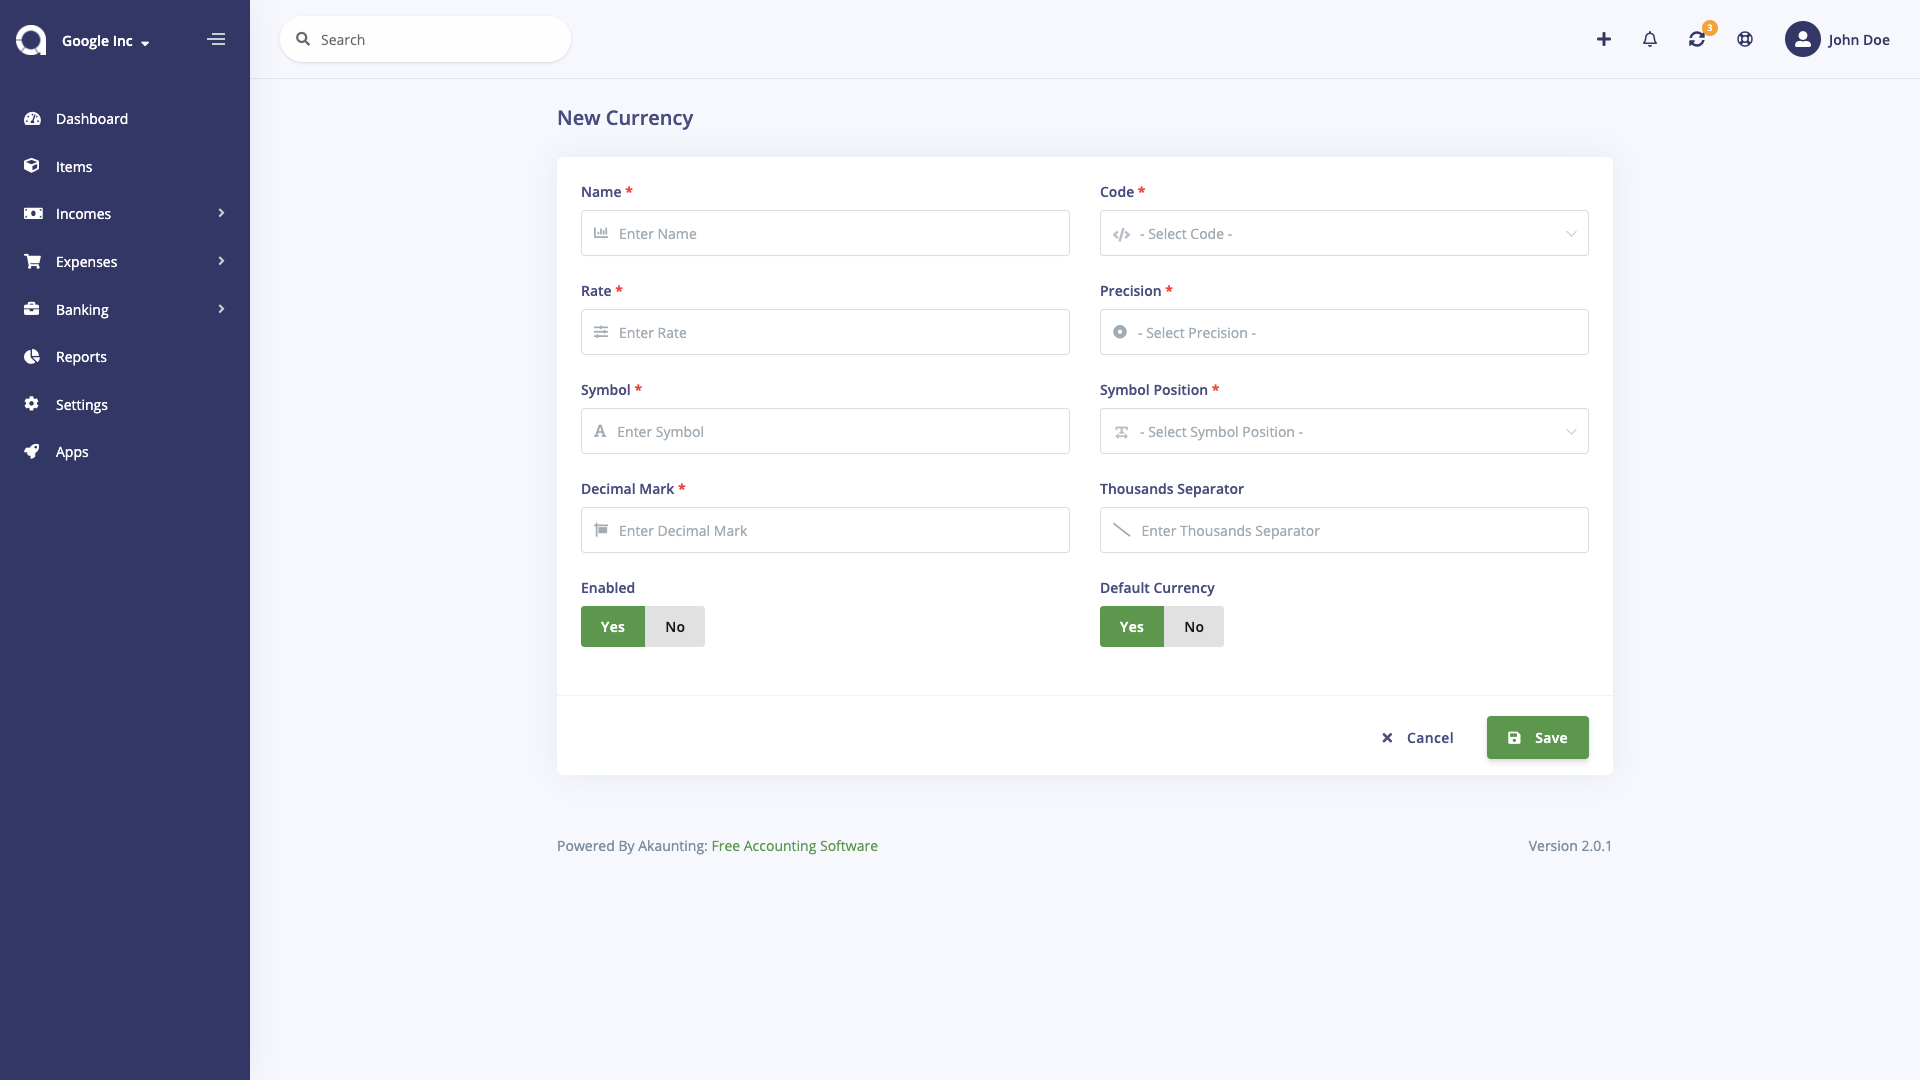 Google Inc
Search
3
John Doe
Dashboard
Items
Incomes
Expenses
Banking
Reports
Settings
Apps
New Currency
Name *
Enter Name
Code *
- Select Code -
Rate *
Enter Rate
Precision *
- Select Precision -
Symbol *
Enter Symbol
Symbol Position *
- Select Symbol Position -
Decimal Mark *
Enter Decimal Mark
Thousands Separator
Enter Thousands Separator
Enabled
Yes No
Default Currency
Yes No
Cancel
Save
Powered By Akaunting: Free Accounting Software
Version 2.0.1